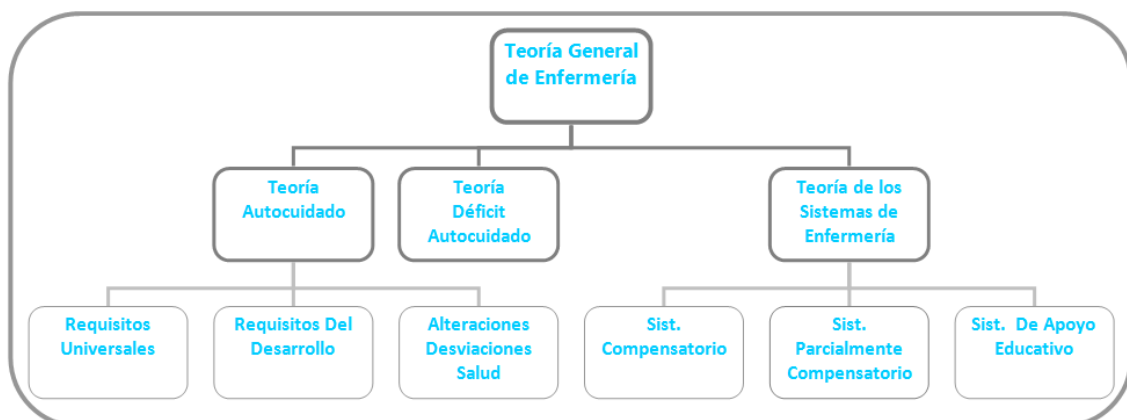 Teoría General
de Enfermería
Teoría
Autocuidado
Teoría
Déficit
Autocuidado
Teoría de los
Sistemas de
Enfermería
Requisitos
Universales
Requisitos Del
Desarrollo
Alteraciones
Desviaciones
Salud
Sist.
Compensatorio
Sist.
Parcialmente
Compensatorio
Sist. De Apoyo
Educativo